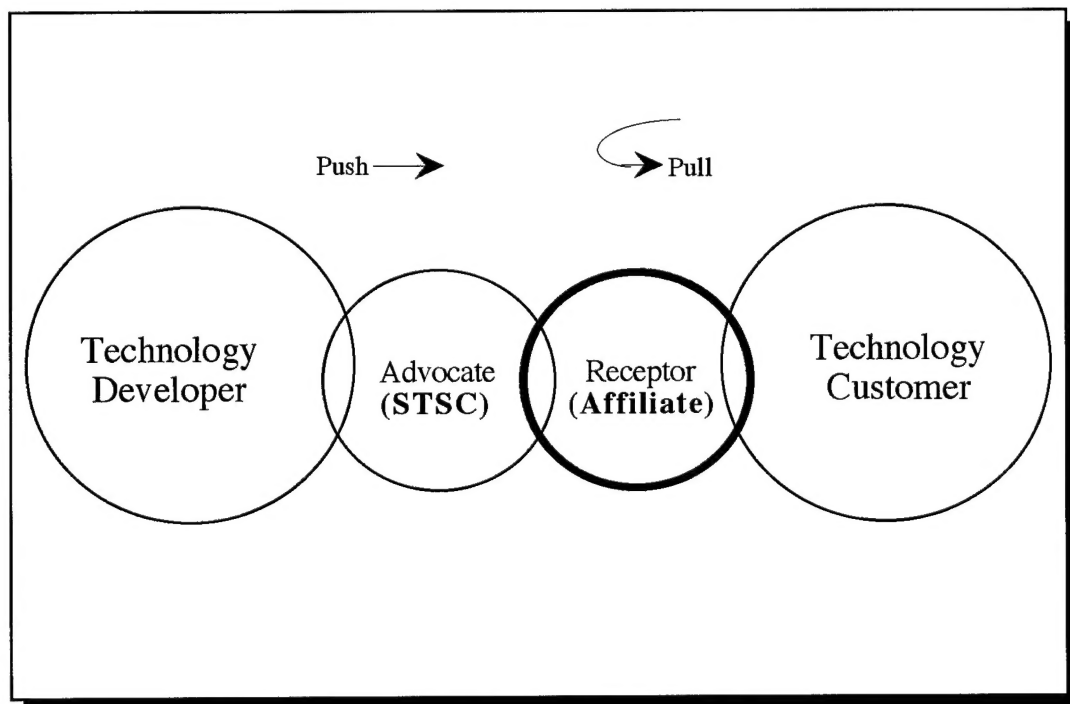 Push
Pull
Technology
Developer
Advocate
(STSC)
Receptor
(Affiliate)
Technology
Customer